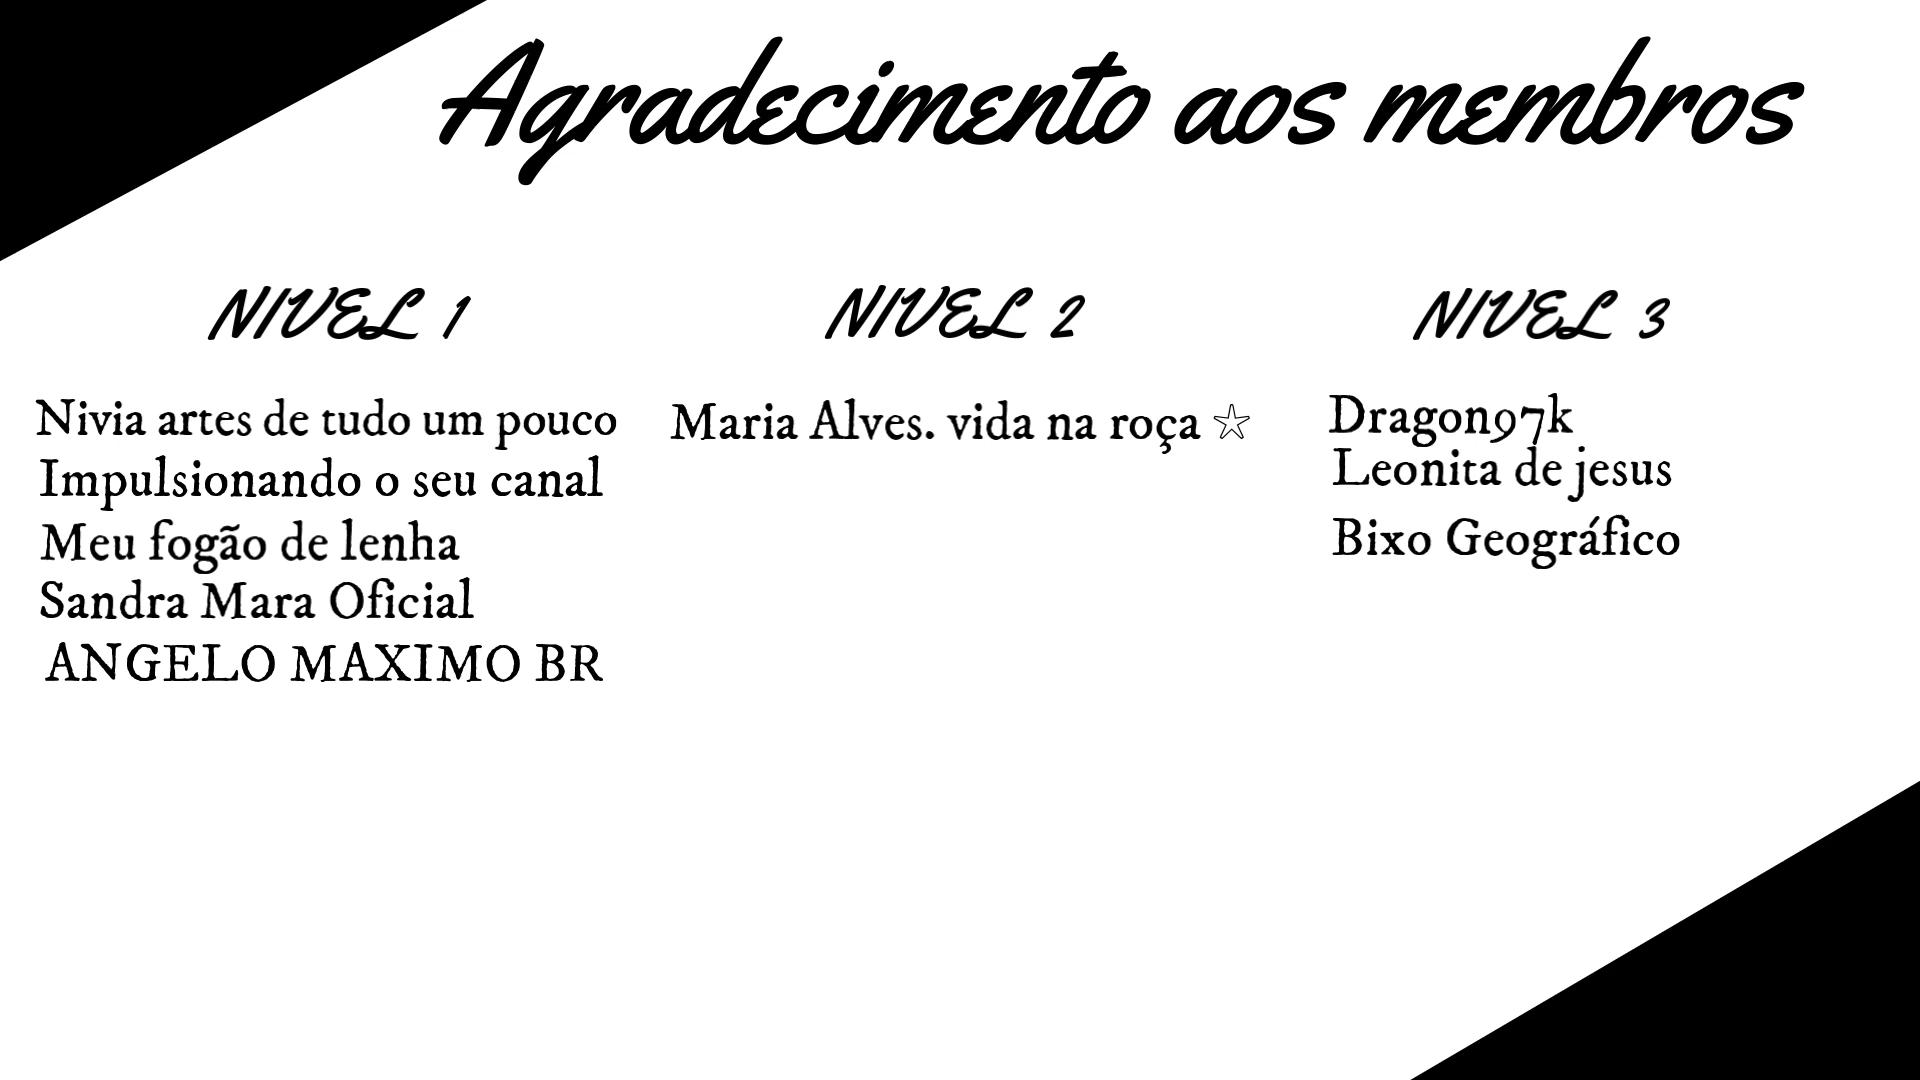 Agradecimento aos membros
NIVEL 1
Nivia artes de tudo um pouco
Impulsionando o seu canal
Meu fogão de lenha
Sandra Mara Oficial
ANGELO MAXIMO BR
NIVEL 2
Maria Alves. vida na roça ☆
NIVEL 3
Dragon97k
Leonita de jesus
Bixo Geográfico